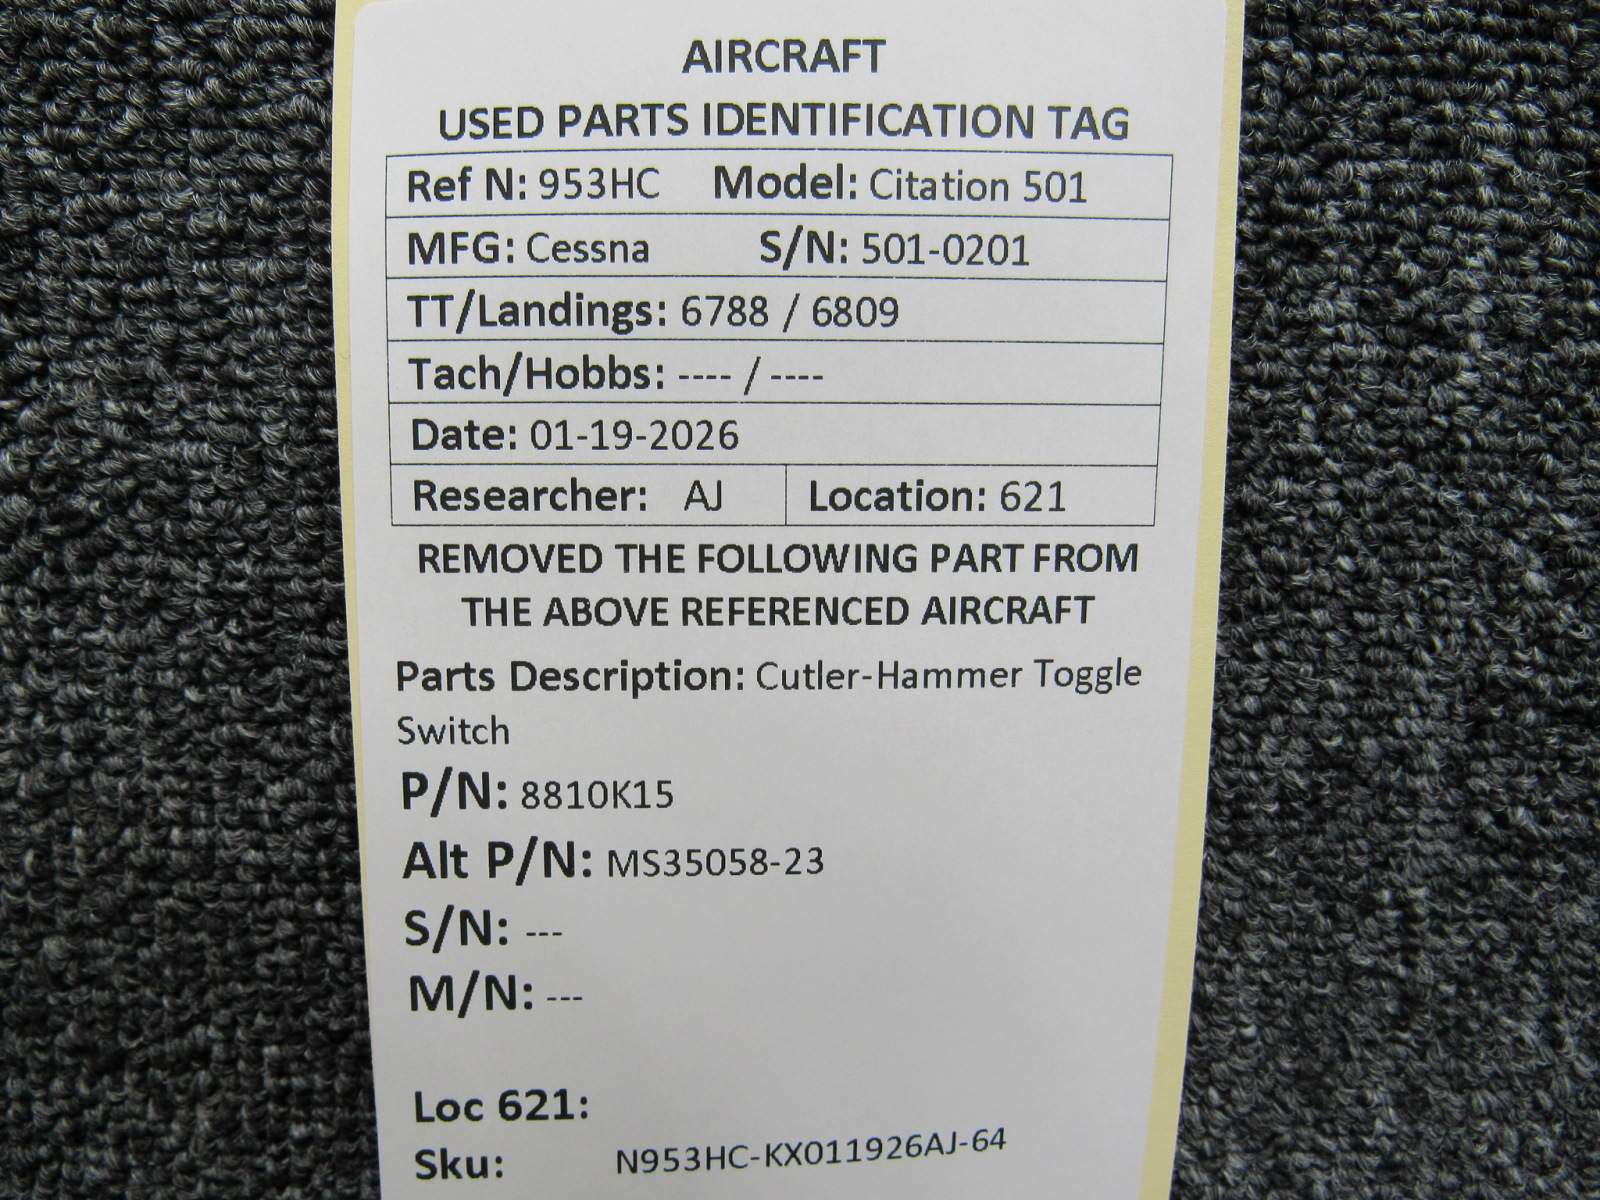 AIRCRAFT
USED PARTS IDENTIFICATION TAG
Ref N: 953HC Model: Citation 501
MFG: Cessna S/N: 501-0201
TT/Landings: 6788 / 6809
Tach/Hobbs: ---- / ----
Date: 01-19-2026
Researcher: AJ Location: 621
REMOVED THE FOLLOWING PART FROM
THE ABOVE REFERENCED AIRCRAFT
Parts Description: Cutler-Hammer Toggle
Switch
P/N: 8810K15
Alt P/N: MS35058-23
S/N: ---
M/N: ---
Loc 621:
Sku: N953HC-KX011926AJ-64